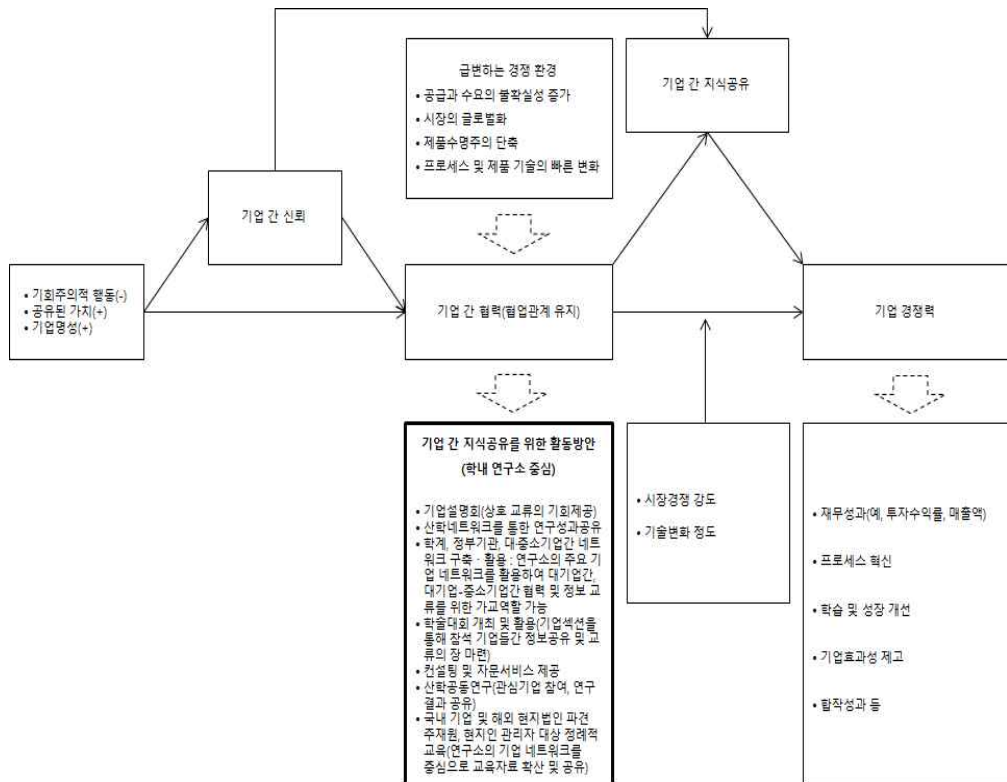 급변하는 경쟁 환경
• 공급과 수요의 불확실성 증가
• 시장의 글로벌화
• 제품수명주의 단축
• 프로세스 및 제품 기술의 빠른 변화
기업 간 지식공유
기업 간 신뢰
• 기회주의적 행동(-)
• 공유된 가치(+)
• 기업명성(+)
기업 간 협력(협업관계 유지)
기업 경쟁력
기업 간 지식공유를 위한 활동방안
(학내 연구소 중심)
• 기업설명회(상호 교류의 기회제공)
• 산학네트워크를 통한 연구성과공유
• 학계, 정부기관, 대·중소기업간 네트
워크 구축 · 활용 : 연구소의 주요 기
업 네트워크를 활용하여 대기업간,
대기업-중소기업간 협력 및 정보 교
류를 위한 가교역할 가능
• 학술대회 개최 및 활용(기업섹션을
통해 참석 기업들간 정보공유 및 교
류의 장 마련)
• 컨설팅 및 자문서비스 제공
• 산학공동연구(관심기업 참여, 연구
결과 공유)
• 국내 기업 및 해외 현지법인 파견
주재원, 현지인 관리자 대상 정례적
교육(연구소의 기업 네트워크를
중심으로 교육자료 확산 및 공유)
• 시장경쟁 강도
• 기술변화 정도
• 재무성과(예, 투자수익률, 매출액)
• 프로세스 혁신
• 학습 및 성장 개선
• 기업효과성 제고
• 합작성과 등